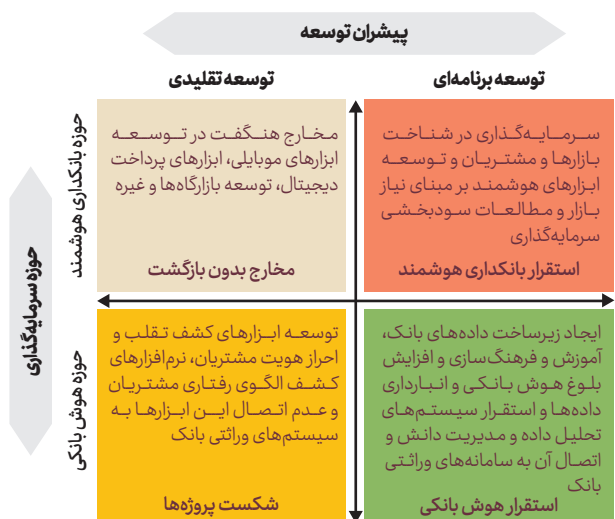 پیشران توسعه
توسعه برنامه‌ای
توسعه تقلیدی
حوزه سرمایه‌گذاری
حوزه بانکداری هوشمند
سرمایه‌گذاری در شناخت
بازارها و مشتریان و توسعه
ابزارهای هوشمند بر مبنای نیاز
بازار و مطالعات سودبخشی
سرمایه‌گذاری
استقرار بانکداری هوشمند
مخارج هنگفت در توسعه
ابزارهای موبایلی، ابزارهای پرداخت
دیجیتال، توسعه بازارگاه‌ها و غیره
مخارج بدون بازگشت
حوزه هوش بانکی
ایجاد زیرساخت داده‌های بانک،
آموزش و فرهنگ‌سازی و افزایش
بلوغ هوش بانکی و انبارداری
داده‌ها و استقرار سیستم‌های
تحلیل داده و مدیریت دانش و
اتصال آن به سامانه‌های وراثتی
بانک
استقرار هوش بانکی
توسعه ابزارهای کشف تقلب و
احراز هویت مشتریان، نرم‌افزارهای
کشف الگوی رفتاری مشتریان
و عدم اتصال این ابزارها به
سیستم‌های وراثتی بانک
شکست پروژه‌ها